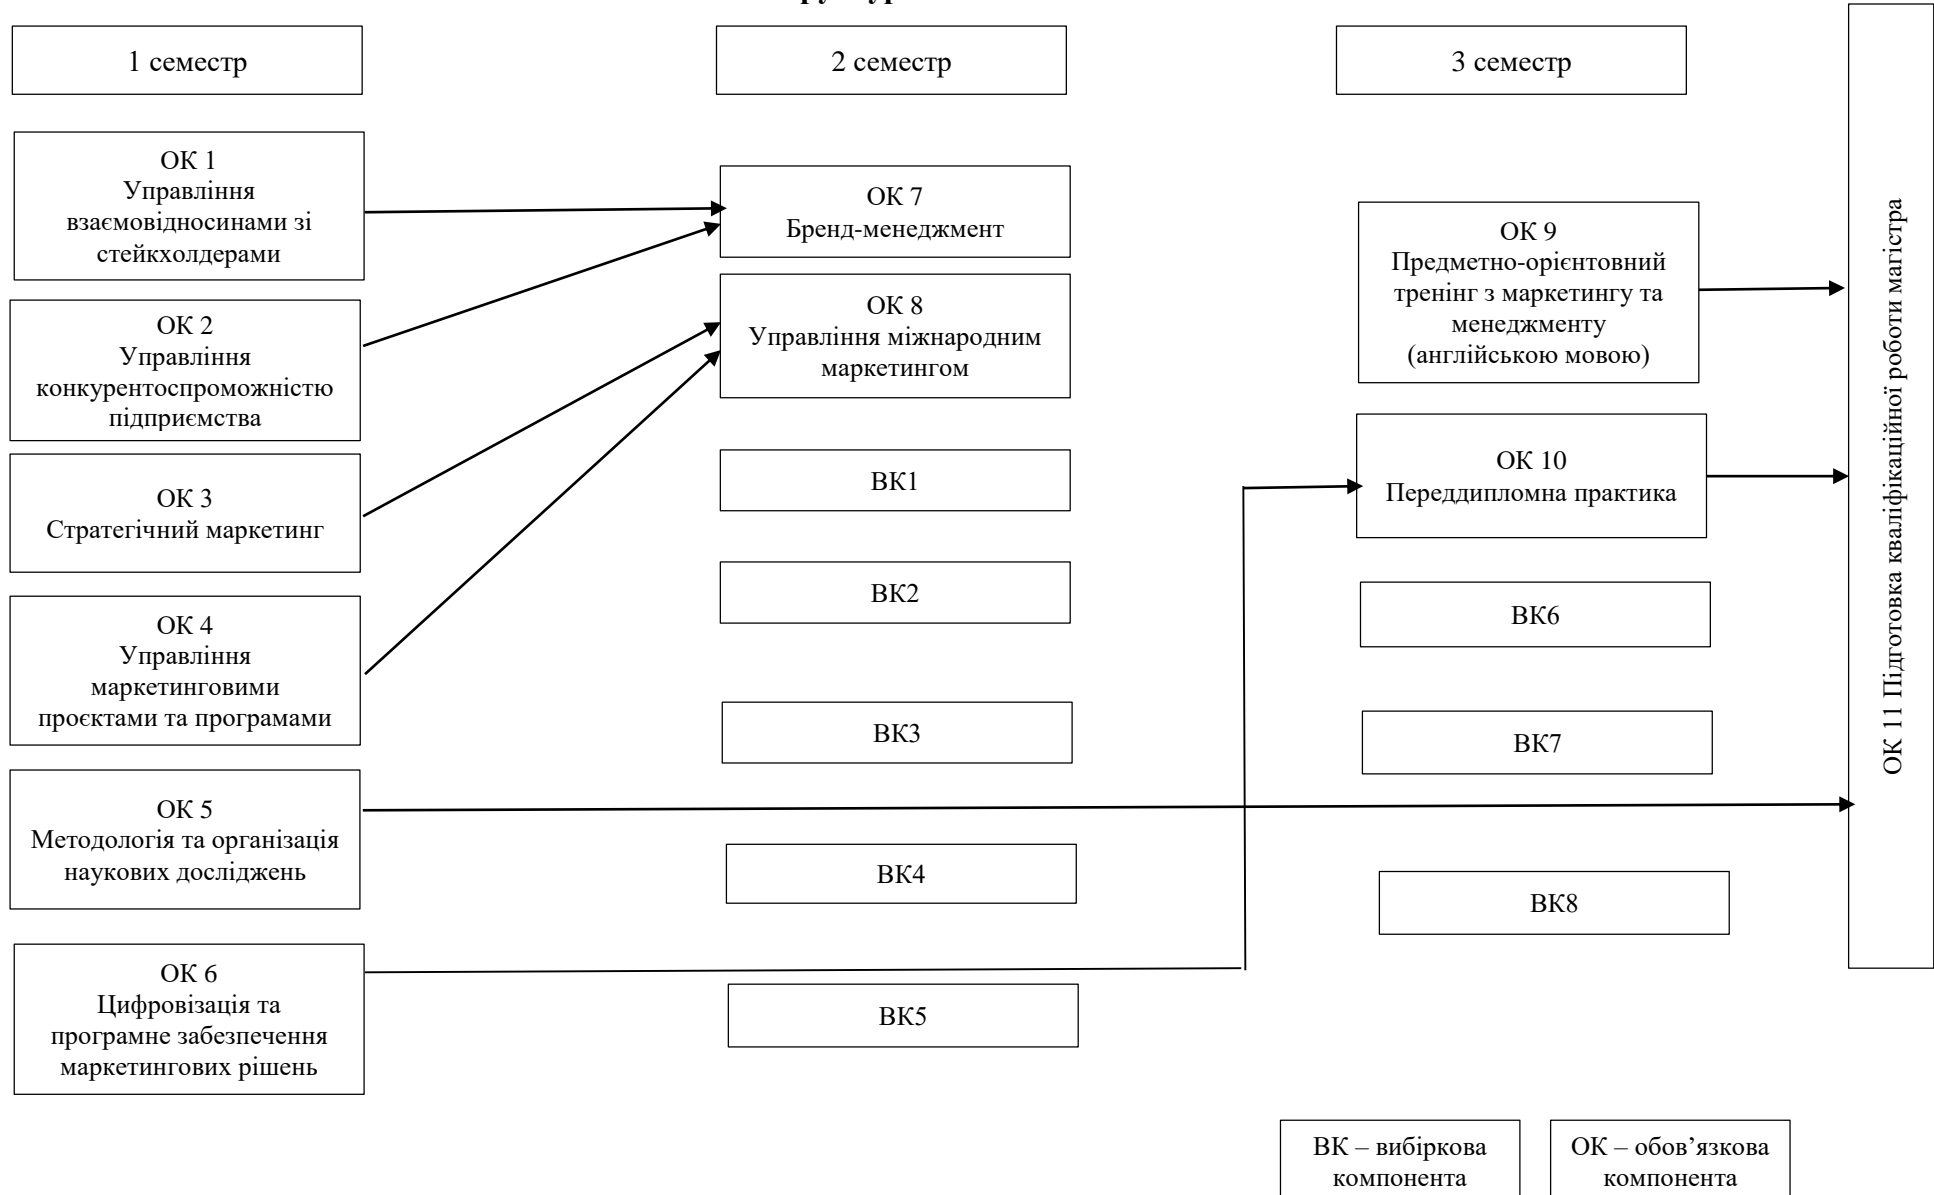 1 семестр
2 семестр
3 семестр
ОК 1
Управління
взаємовідносинами зі
стейкхолдерами
ОК 2
Управління
конкурентоспроможністю
підприємства
ОК 3
Стратегічний маркетинг
ОК 4
Управління
маркетинговими
проєктами та програмами
ОК 5
Методологія та організація
наукових досліджень
ОК 6
Цифровізація та
програмне забезпечення
маркетингових рішень
ОК 7
Бренд-менеджмент
ОК 8
Управління міжнародним
маркетингом
ВК1
ВК2
ВК3
ВК4
ВК5
ОК 9
Предметно-орієнтовний
тренінг з маркетингу та
менеджменту
(англійською мовою)
ОК 10
Переддипломна практика
ВК6
ВК7
ВК8
ОК 11 Підготовка кваліфікаційної роботи магістра
ВК – вибіркова
компонента
ОК – обов’язкова
компонента